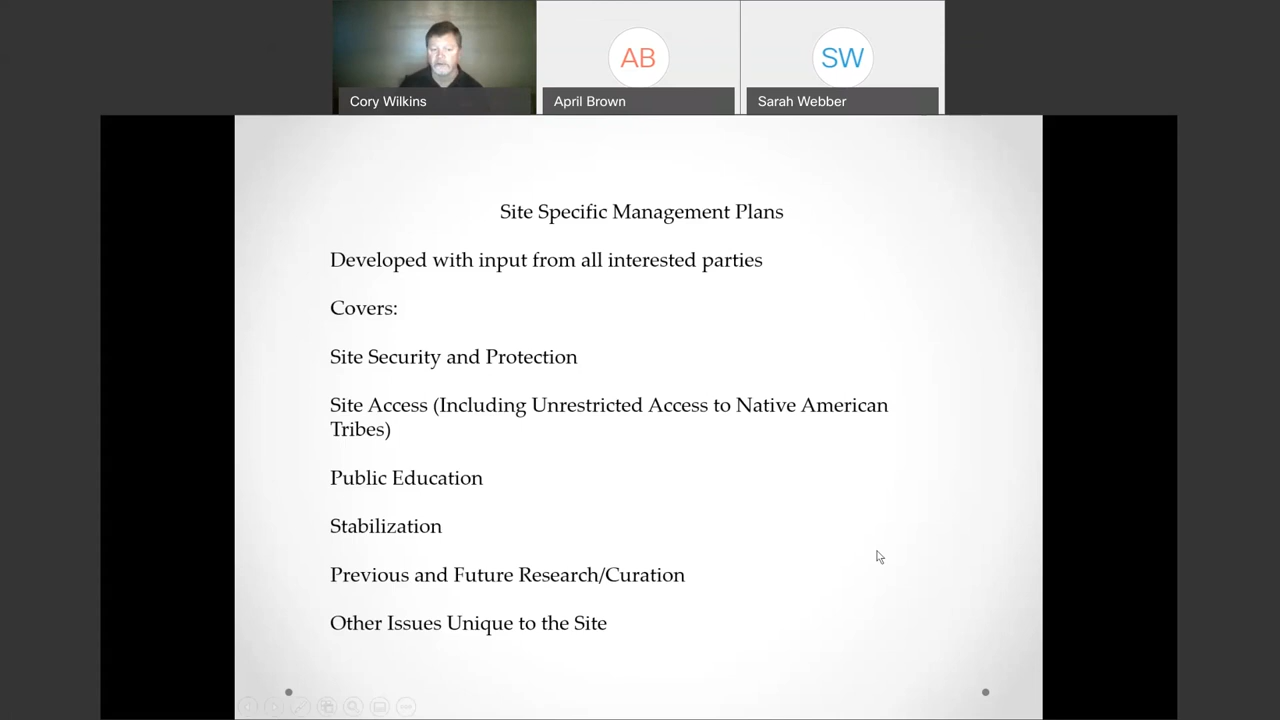 AB
SW
Cory Wilkins
April Brown
Sarah Webber
Site Specific Management Plans
Developed with input from all interested parties
Covers:
Site Security and Protection
Site Access (Including Unrestricted Access to Native American
Tribes)
Public Education
Stabilization
Previous and Future Research/Curation
Other Issues Unique to the Site